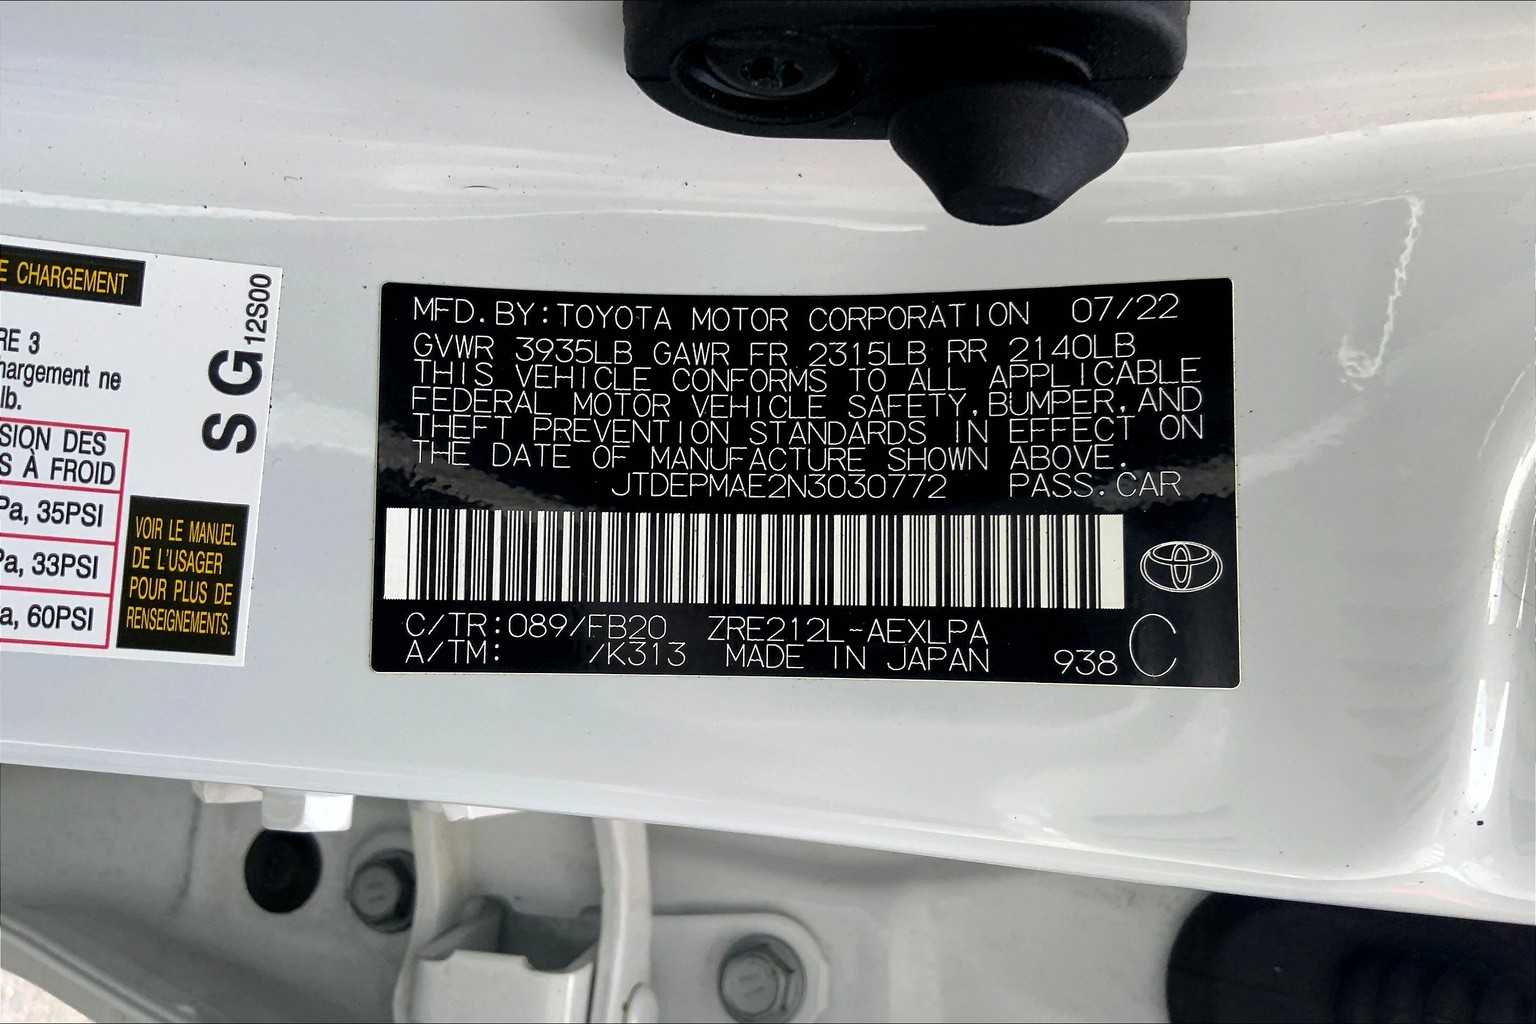 E CHARGEMENT
RE 3
hargement ne
lb.
SION DES
S À FROID
Pa, 35PSI
Pa, 33PSI
a, 60PSI
SG
12S00
VOIR LE MANUEL
DE L'USAGER
POUR PLUS DE
RENSEIGNEMENTS.
MFD.BY:TOYOTA MOTOR CORPORATION 07/22
GVWR 3935LB GAWR FR 2315LB RR 2140LB
THIS VEHICLE CONFORMS TO ALL APPLICABLE
FEDERAL MOTOR VEHICLE SAFETY,BUMPER,AND
THEFT PREVENTION STANDARDS IN EFFECT ON
THE DATE OF MANUFACTURE SHOWN ABOVE.
JTDEPMAE2N3030772 PASS.CAR
C/TR:089/FB20 ZRE212L-AEXLPA
A/TM: /K313 MADE IN JAPAN 938 C